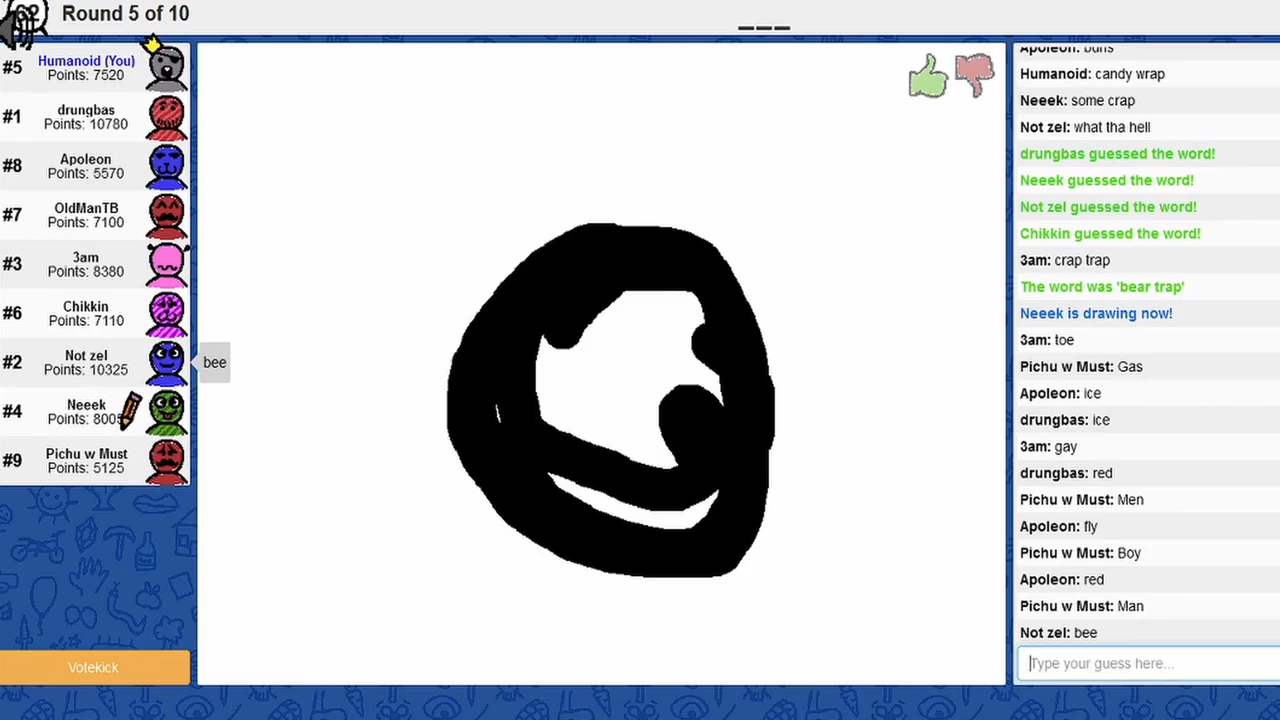 62
Round 5 of 10
_ _ _
#5 Humanoid (You)
Points: 7520
#1 drungbas
Points: 10780
#8 Apoleon
Points: 5570
#7 OldManTB
Points: 7100
#3 3am
Points: 8380
#6 Chikkin
Points: 7110
#2 Not zel
Points: 10325
bee
#4 Neeek
Points: 8005
#9 Pichu w Must
Points: 5125
Votekick
Apoleon: buns
Humanoid: candy wrap
Neeek: some crap
Not zel: what tha hell
drungbas guessed the word!
Neeek guessed the word!
Not zel guessed the word!
Chikkin guessed the word!
3am: crap trap
The word was 'bear trap'
Neeek is drawing now!
3am: toe
Pichu w Must: Gas
Apoleon: ice
drungbas: ice
3am: gay
drungbas: red
Pichu w Must: Men
Apoleon: fly
Pichu w Must: Boy
Apoleon: red
Pichu w Must: Man
Not zel: bee
Type your guess here...